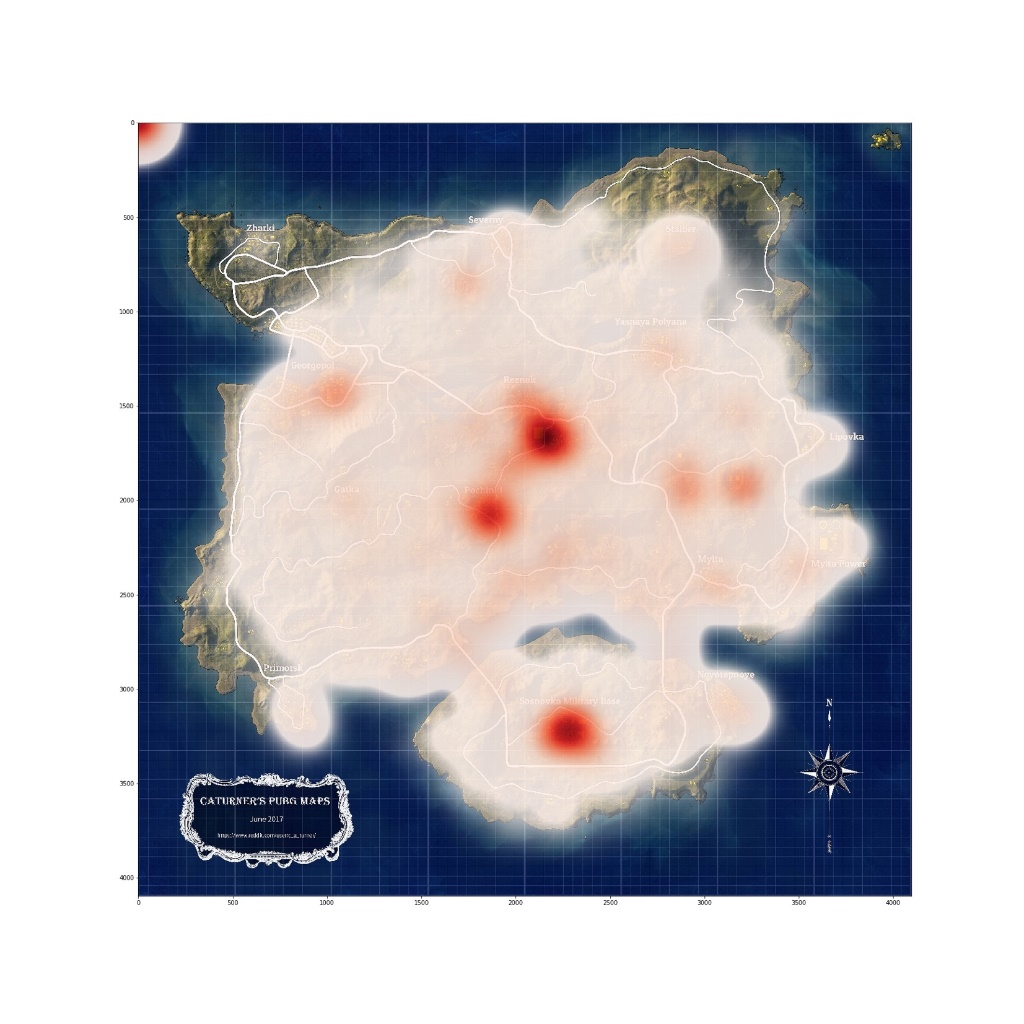 0
500
1000
1500
2000
2500
3000
3500
4000
0 500 1000 1500 2000 2500 3000 3500 4000
Severny
Zharki
Stalber
Yasnaya Polyana
Georgopol
Rozhok
Lipovka
Gatka
Pochinki
Mylta
Mylta Power
Primorsk
Novorepnoye
Sosnovka Military Base
N
CATURNER'S PUBG MAPS
June 2017